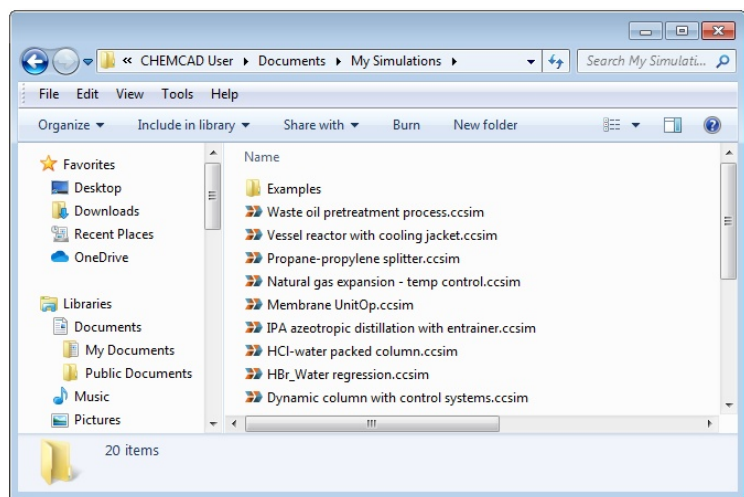 « CHEMCAD User ▸ Documents ▸ My Simulations ▸ Search My Simulati...
File Edit View Tools Help
Organize ▾ Include in library ▾ Share with ▾ Burn New folder
Favorites
Desktop
Downloads
Recent Places
OneDrive
Libraries
Documents
My Documents
Public Documents
Music
Pictures
Name
Examples
Waste oil pretreatment process.ccsim
Vessel reactor with cooling jacket.ccsim
Propane-propylene splitter.ccsim
Natural gas expansion - temp control.ccsim
Membrane UnitOp.ccsim
IPA azeotropic distillation with entrainer.ccsim
HCl-water packed column.ccsim
HBr_Water regression.ccsim
Dynamic column with control systems.ccsim
20 items